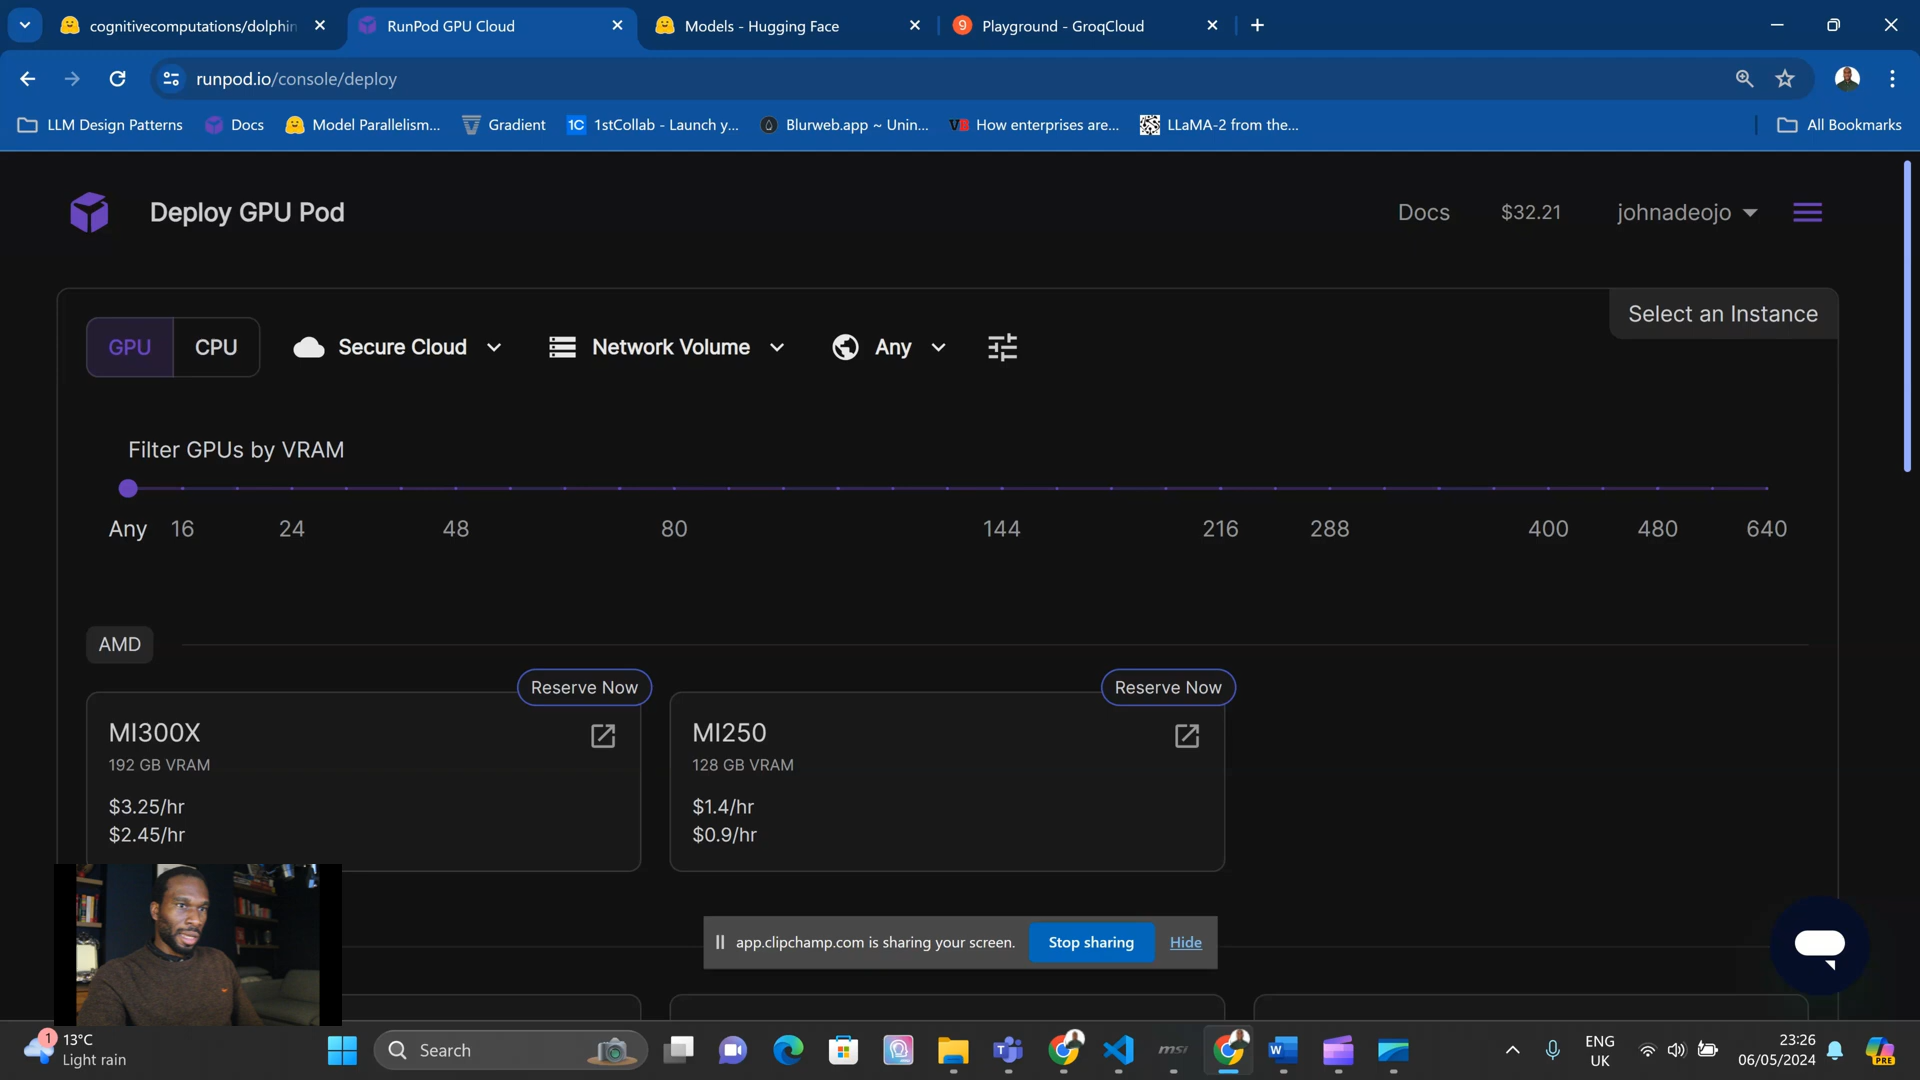 cognitivecomputations/dolphin
RunPod GPU Cloud
Models - Hugging Face
Playground - GroqCloud
runpod.io/console/deploy
LLM Design Patterns
Docs
Model Parallelism...
Gradient
1C 1stCollab - Launch y...
Blurweb.app ~ Unin...
VB How enterprises are...
LLaMA-2 from the...
All Bookmarks
Deploy GPU Pod
Docs
$32.21
johnadeojo
Select an Instance
GPU
CPU
Secure Cloud
Network Volume
Any
Filter GPUs by VRAM
Any 16 24 48 80 144 216 288 400 480 640
AMD
Reserve Now
MI300X
192 GB VRAM
$3.25/hr
$2.45/hr
Reserve Now
MI250
128 GB VRAM
$1.4/hr
$0.9/hr
app.clipchamp.com is sharing your screen.
Stop sharing
Hide
1
13°C
Light rain
Search
msi
ENG
UK
23:26
06/05/2024
PRE